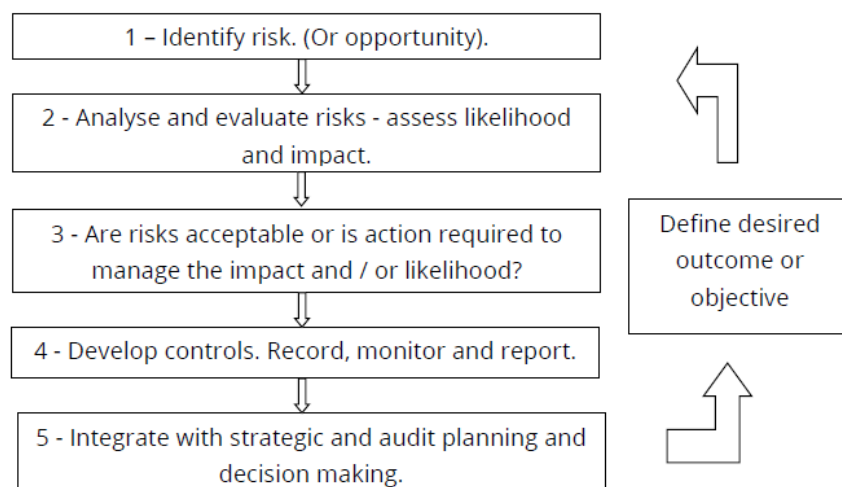 1 – Identify risk. (Or opportunity).
2 - Analyse and evaluate risks - assess likelihood
and impact.
3 - Are risks acceptable or is action required to
manage the impact and / or likelihood?
4 - Develop controls. Record, monitor and report.
5 - Integrate with strategic and audit planning and
decision making.
Define desired
outcome or
objective